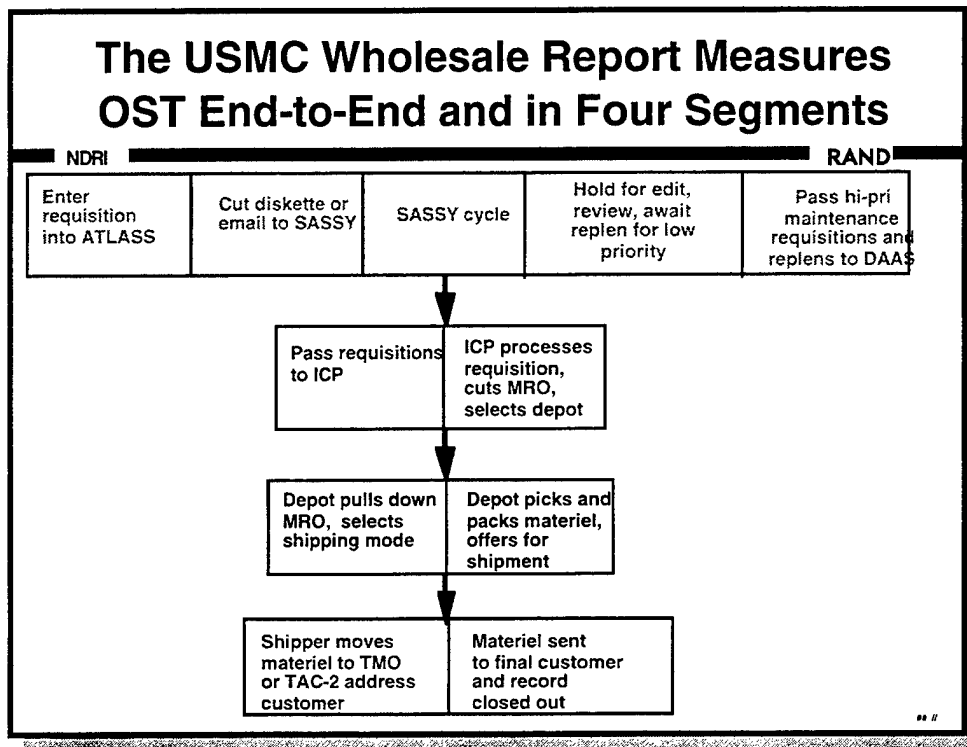 The USMC Wholesale Report Measures
OST End-to-End and in Four Segments
NDRI
RAND
Enter
requisition
into ATLASS
Cut diskette or
email to SASSY
SASSY cycle
Hold for edit,
review, await
replen for low
priority
Pass hi-pri
maintenance
requisitions and
replens to DAAS
Pass requisitions
to ICP
ICP processes
requisition,
cuts MRO,
selects depot
Depot pulls down
MRO, selects
shipping mode
Depot picks and
packs materiel,
offers for
shipment
Shipper moves
materiel to TMO
or TAC-2 address
customer
Materiel sent
to final customer
and record
closed out